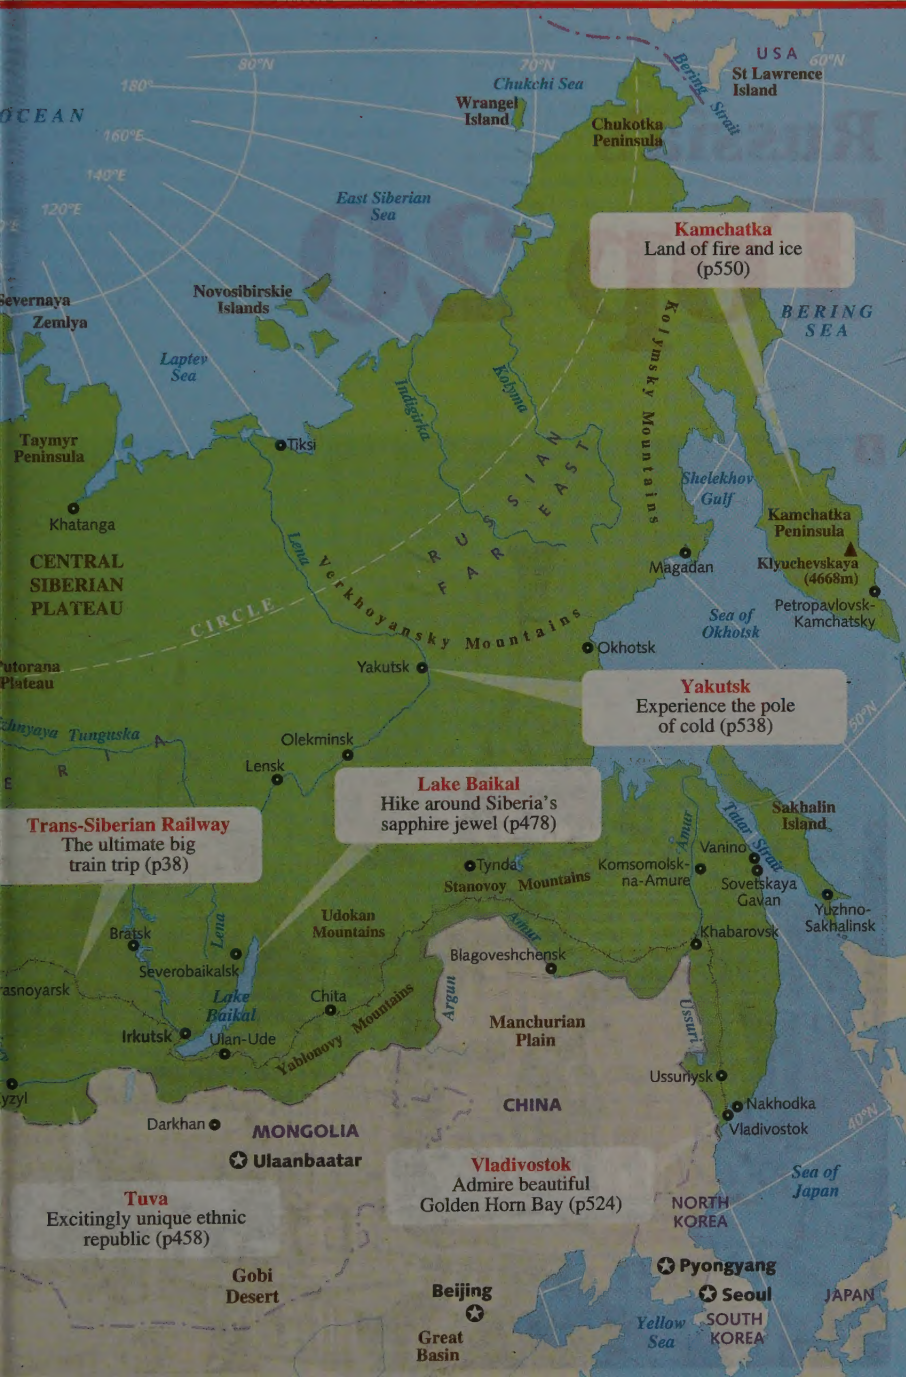 USA
80°N
70°N
60°N
Chukchi Sea
Bering Strait
St Lawrence
Island
180°
Wrangel
Island
OCEAN
Chukotka
Peninsula
160°E
140°E
120°E
East Siberian
Sea
Kamchatka
Land of fire and ice
(p550)
Severnaya
Zemlya
Novosibirskie
Islands
BERING
SEA
Laptev
Sea
Kolymsky Mountains
Indigirka
Kolyma
Taymyr
Peninsula
Tiksi
RUSSIAN
FAR EAST
Shelekhov
Gulf
Khatanga
Kamchatka
Peninsula
CENTRAL
SIBERIAN
PLATEAU
Lena
Magadan
Klyuchevskaya
(4668m)
Verkhoyansky Mountains
Petropavlovsk-
Kamchatsky
CIRCLE
Sea of
Okhotsk
Okhotsk
Putorana
Plateau
Yakutsk
Yakutsk
Experience the pole
of cold (p538)
50°N
zhnyaya Tunguska
ERIA
Olekminsk
Lensk
Lake Baikal
Hike around Siberia's
sapphire jewel (p478)
Trans-Siberian Railway
The ultimate big
train trip (p38)
Amur
Tatar Strait
Sakhalin
Island
Vanino
Tynda
Komsomolsk-
na-Amure
Stanovoy Mountains
Sovetskaya
Gavan
Yuzhno-
Sakhalinsk
Udokan
Mountains
Lena
Bratsk
Amur
Khabarovsk
Blagoveshchensk
Severobaikalsk
rasnoyarsk
Lake
Baikal
Chita
Argun
Yablonovy Mountains
Manchurian
Plain
Ussuri
Irkutsk
Ulan-Ude
Ussuriysk
yzyl
CHINA
Nakhodka
Vladivostok
40°N
Darkhan
MONGOLIA
Ulaanbaatar
Vladivostok
Admire beautiful
Golden Horn Bay (p524)
Sea of
Japan
Tuva
Excitingly unique ethnic
republic (p458)
NORTH
KOREA
Pyongyang
Gobi
Desert
Beijing
Seoul
JAPAN
Yellow
Sea
SOUTH
KOREA
Great
Basin